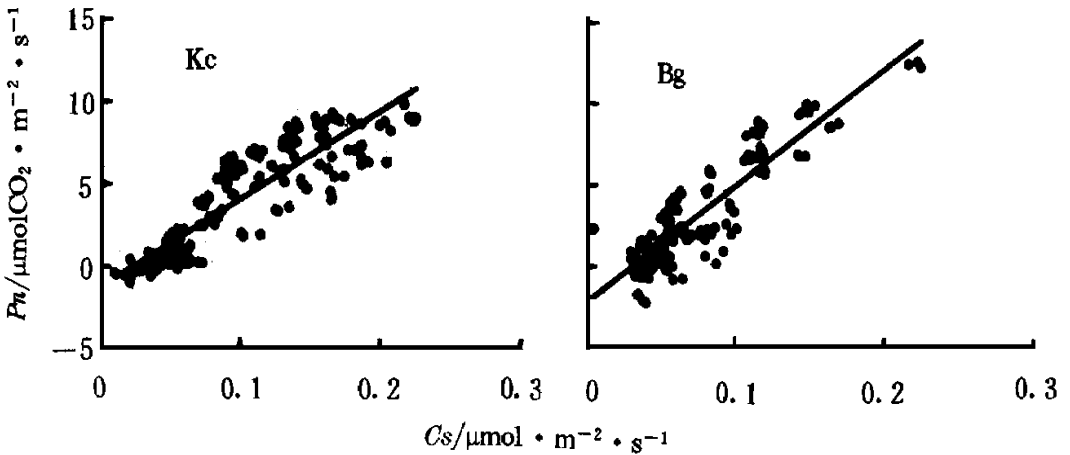 Pn/μmolCO₂•m⁻²•s⁻¹
15
10
5
0
−5
Kc
Bg
0 0.1 0.2 0.3
0 0.1 0.2 0.3
Cs/μmol•m⁻²•s⁻¹